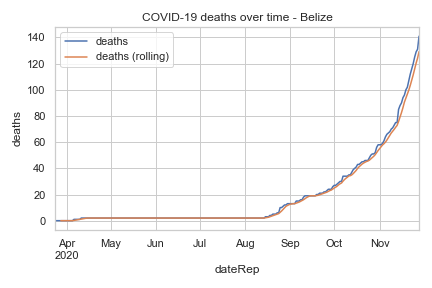 COVID-19 deaths over time - Belize
deaths
deaths (rolling)
140
120
100
80
60
40
20
0
deaths
Apr May Jun Jul Aug Sep Oct Nov
2020
dateRep